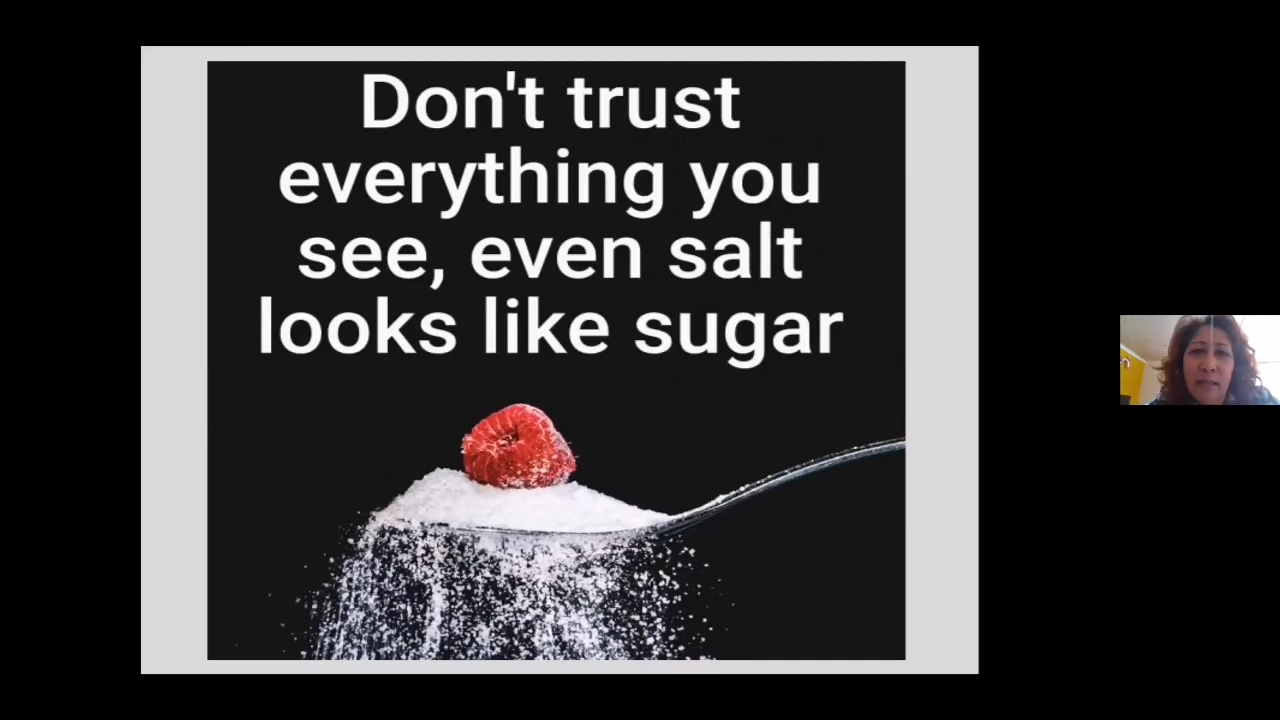 Don't trust
everything you
see, even salt
looks like sugar